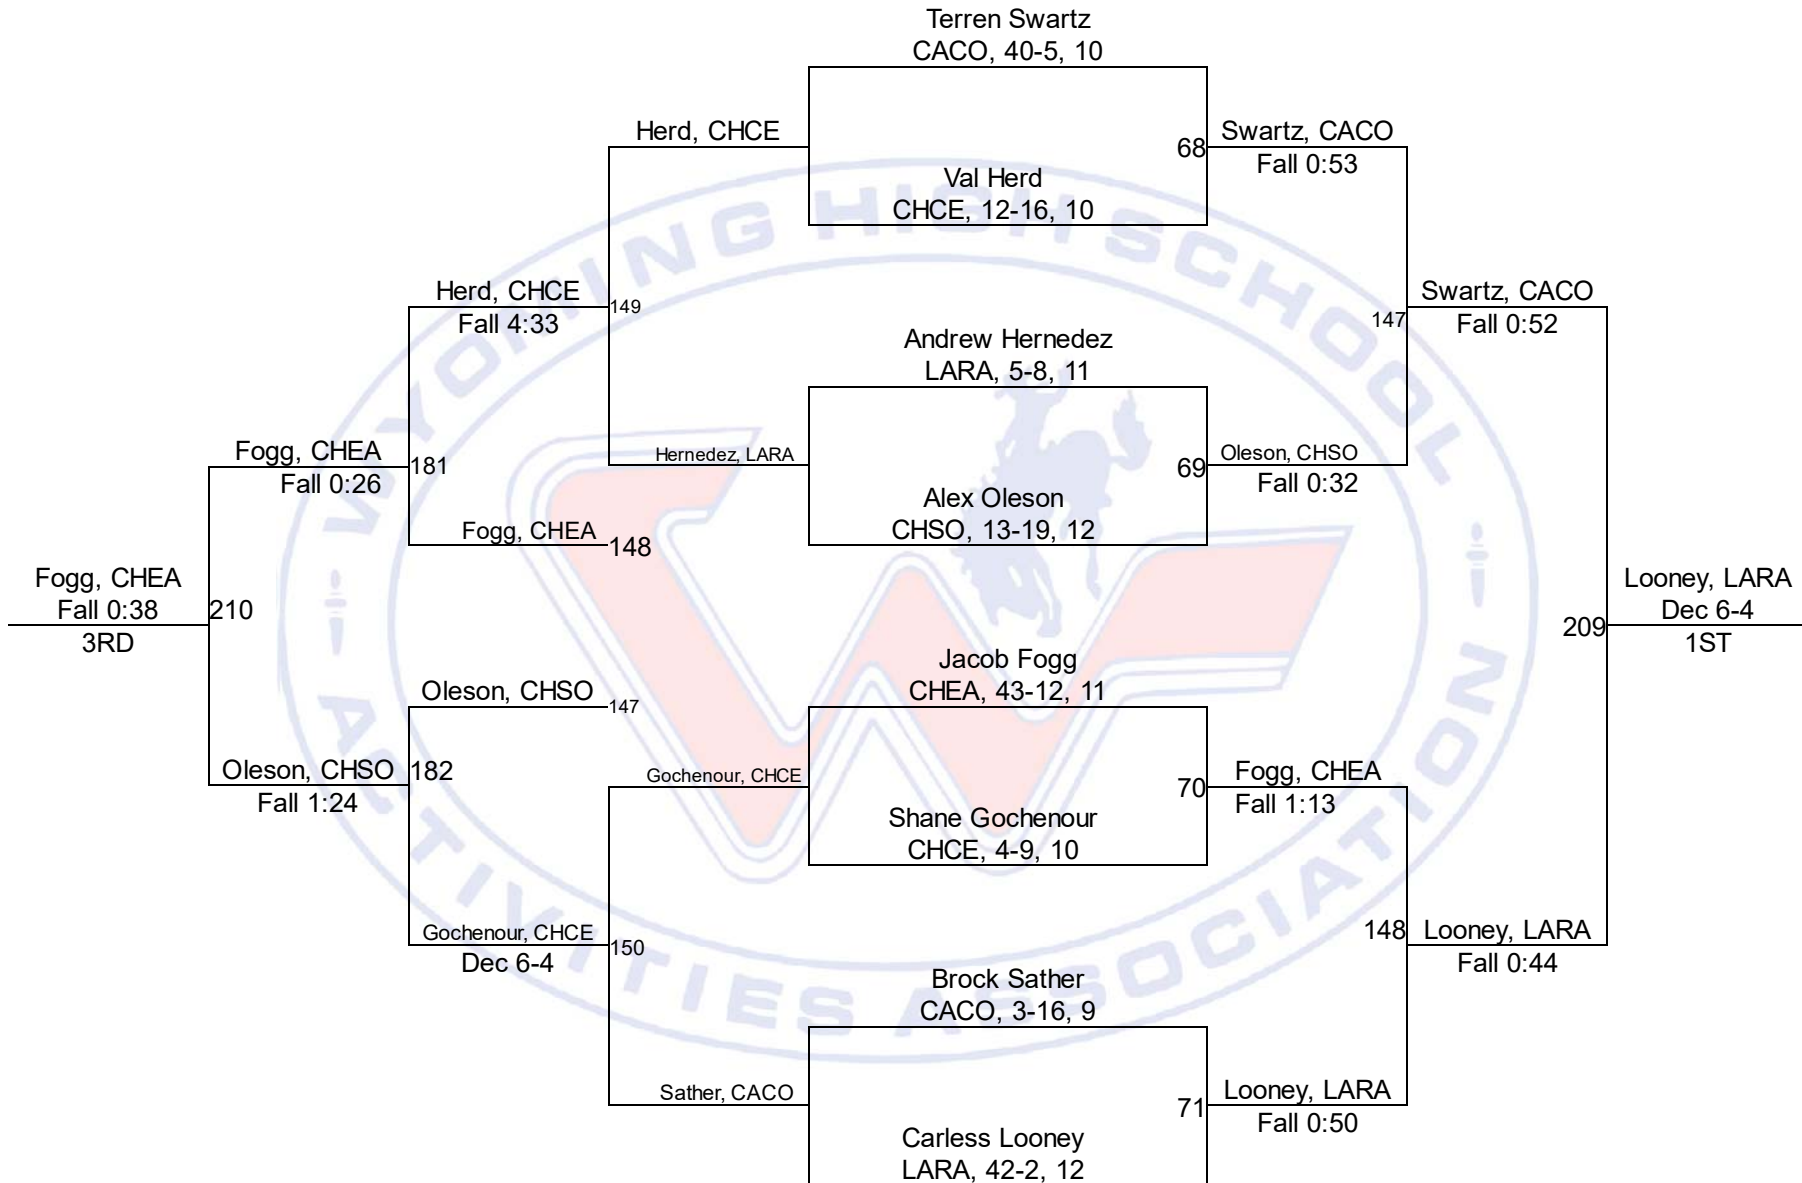 Terren Swartz
CACO, 40-5, 10
Herd, CHCE
68
Swartz, CACO
Fall 0:53
Val Herd
CHCE, 12-16, 10
Herd, CHCE
Fall 4:33
149
147
Swartz, CACO
Fall 0:52
Andrew Hernedez
LARA, 5-8, 11
Fogg, CHEA
Fall 0:26
181
Hernedez, LARA
69
Oleson, CHSO
Fall 0:32
Alex Oleson
CHSO, 13-19, 12
Fogg, CHEA
148
Fogg, CHEA
Fall 0:38
3RD
210
209
Looney, LARA
Dec 6-4
1ST
Jacob Fogg
CHEA, 43-12, 11
Oleson, CHSO
147
Oleson, CHSO
Fall 1:24
182
Gochenour, CHCE
70
Fogg, CHEA
Fall 1:13
Shane Gochenour
CHCE, 4-9, 10
Gochenour, CHCE
Dec 6-4
150
148
Looney, LARA
Fall 0:44
Brock Sather
CACO, 3-16, 9
Sather, CACO
71
Looney, LARA
Fall 0:50
Carless Looney
LARA, 42-2, 12
WYOMING HIGH SCHOOL
ACTIVITIES ASSOCIATION